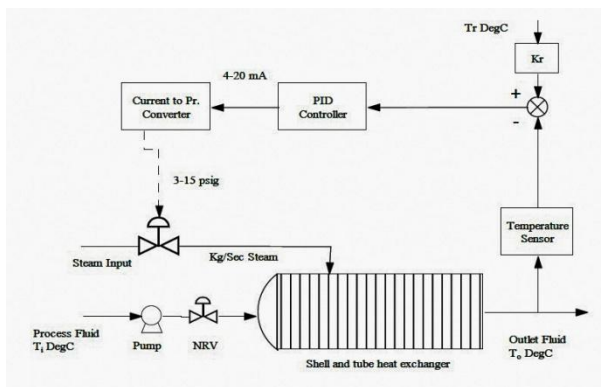 Tr DegC
Kr
4-20 mA
+
-
Current to Pr.
Converter
PID
Controller
3-15 psig
Temperature
Sensor
Steam Input
Kg/Sec Steam
Process Fluid
Ti DegC
Pump
NRV
Shell and tube heat exchanger
Outlet Fluid
To DegC